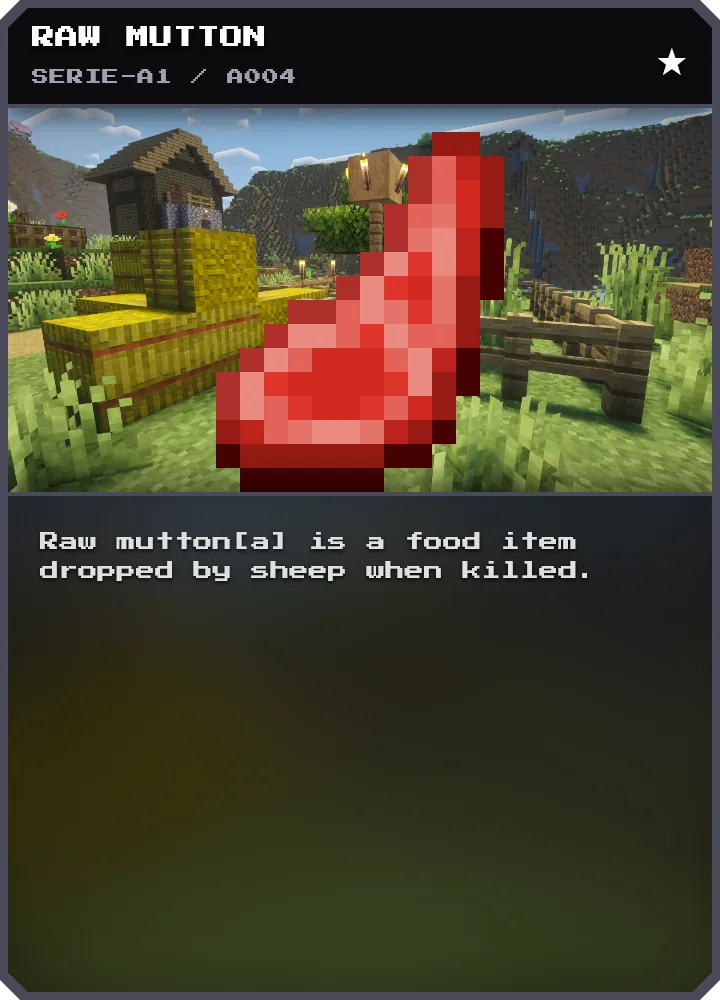 RAW MUTTON
SERIE-A1 / A004
Raw mutton[a] is a food item
dropped by sheep when killed.